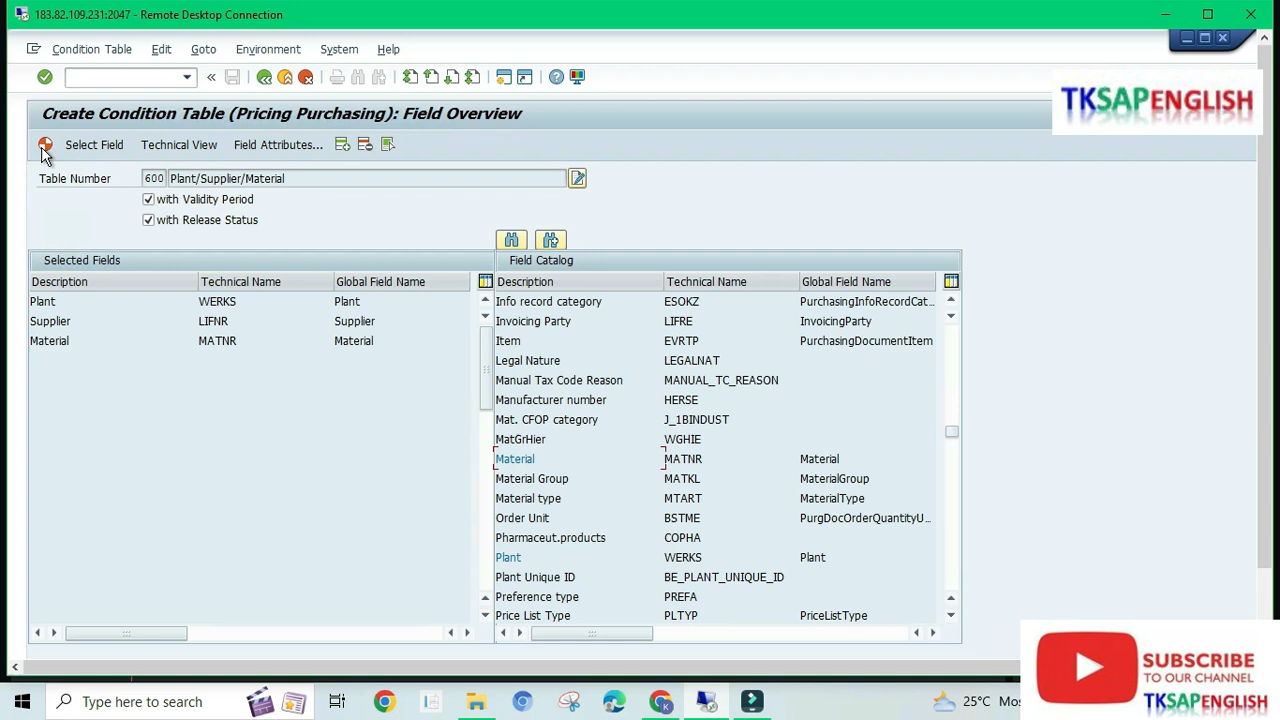 183.82.109.231:2047 - Remote Desktop Connection
Condition Table Edit Goto Environment System Help
TKSAPENGLISH
Create Condition Table (Pricing Purchasing): Field Overview
Select Field Technical View Field Attributes...
Table Number 600 Plant/Supplier/Material
with Validity Period
with Release Status
Selected Fields Field Catalog
Description Technical Name Global Field Name Description Technical Name Global Field Name
Plant WERKS Plant Info record category ESOKZ PurchasingInfoRecordCat...
Supplier LIFNR Supplier Invoicing Party LIFRE InvoicingParty
Material MATNR Material Item EVRTP PurchasingDocumentItem
Legal Nature LEGALNAT
Manual Tax Code Reason MANUAL_TC_REASON
Manufacturer number HERSE
Mat. CFOP category J_1BINDUST
MatGrHier WGHIE
Material MATNR Material
Material Group MATKL MaterialGroup
Material type MTART MaterialType
Order Unit BSTME PurgDocOrderQuantityU...
Pharmaceut.products COPHA
Plant WERKS Plant
Plant Unique ID BE_PLANT_UNIQUE_ID
Preference type PREFA
Price List Type PLTYP PriceListType
SUBSCRIBE
TO OUR CHANNEL
TKSAPENGLISH
Type here to search 25°C Mos